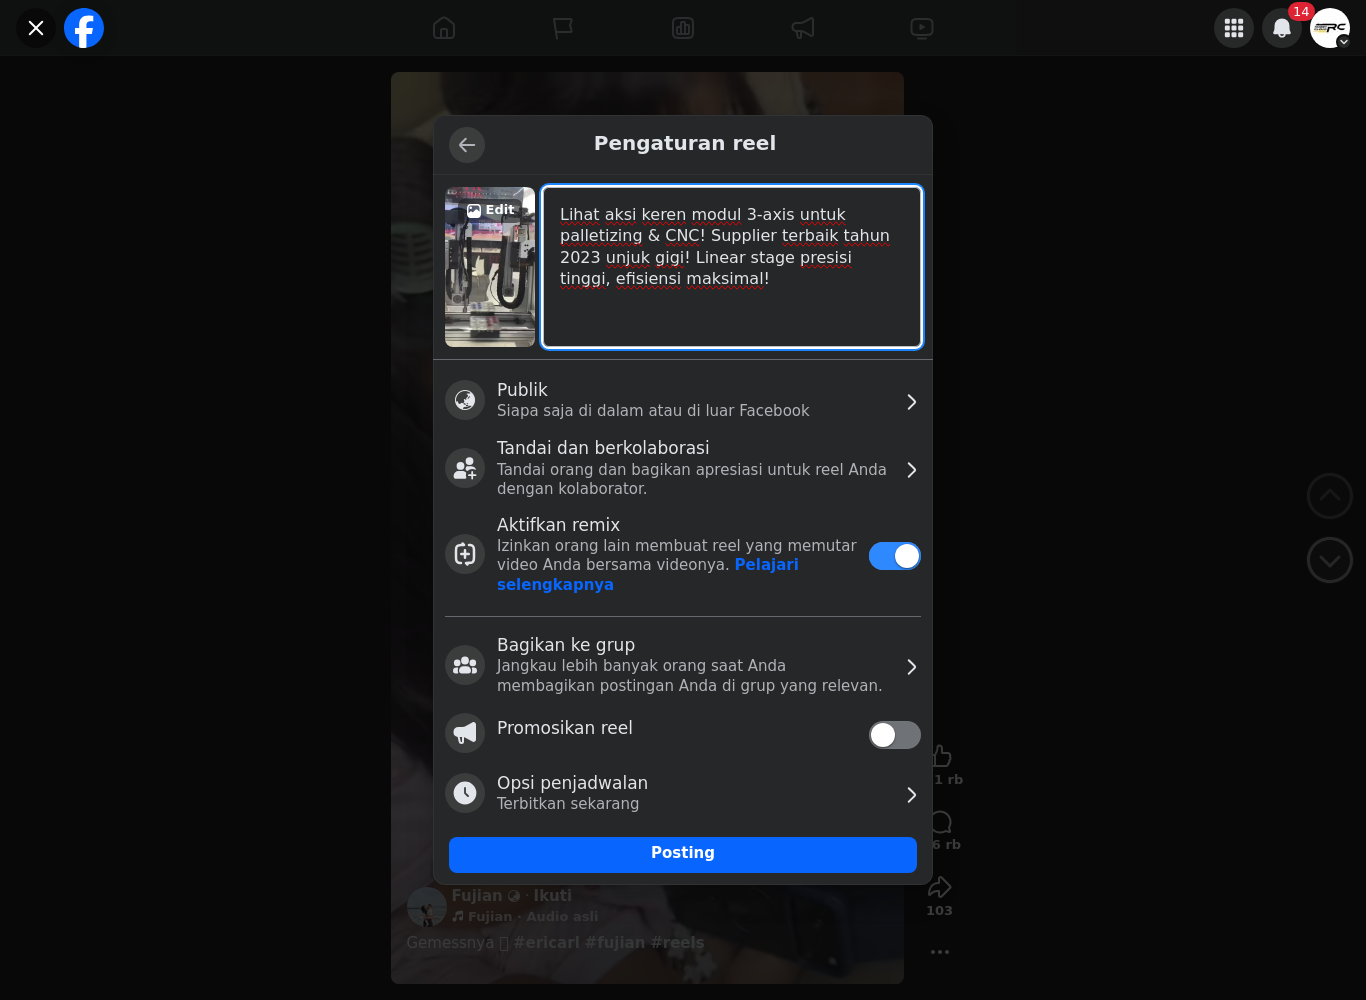 14
Pengaturan reel
Edit
Lihat aksi keren modul 3-axis untuk
palletizing & CNC! Supplier terbaik tahun
2023 unjuk gigi! Linear stage presisi
tinggi, efisiensi maksimal!
Publik
Siapa saja di dalam atau di luar Facebook
Tandai dan berkolaborasi
Tandai orang dan bagikan apresiasi untuk reel Anda
dengan kolaborator.
Aktifkan remix
Izinkan orang lain membuat reel yang memutar
video Anda bersama videonya. Pelajari
selengkapnya
Bagikan ke grup
Jangkau lebih banyak orang saat Anda
membagikan postingan Anda di grup yang relevan.
Promosikan reel
Opsi penjadwalan
Terbitkan sekarang
Posting
1 rb
6 rb
103
Fujian · Ikuti
Fujian · Audio asli
Gemessnya #ericarl #fujian #reels